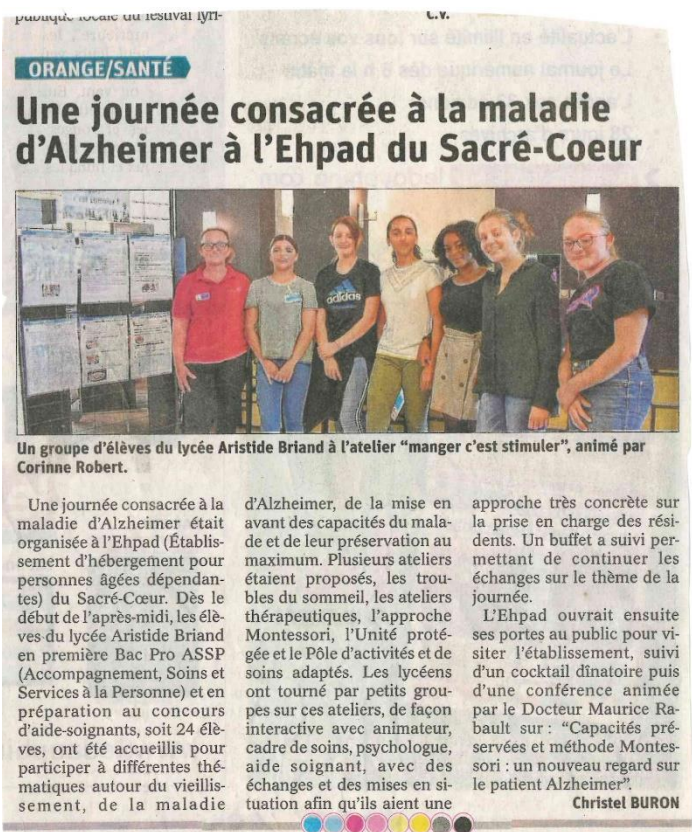 publique locale du festival lyri-
C.V.
ORANGE/SANTÉ
Une journée consacrée à la maladie
d'Alzheimer à l'Ehpad du Sacré-Coeur
adidas
Un groupe d'élèves du lycée Aristide Briand à l'atelier “manger c'est stimuler”, animé par
Corinne Robert.
Une journée consacrée à la
maladie d'Alzheimer était
organisée à l'Ehpad (Établis-
sement d'hébergement pour
personnes âgées dépendan-
tes) du Sacré-Cœur. Dès le
début de l'après-midi, les élè-
ves du lycée Aristide Briand
en première Bac Pro ASSP
(Accompagnement, Soins et
Services à la Personne) et en
préparation au concours
d'aide-soignants, soit 24 élè-
ves, ont été accueillis pour
participer à différentes thé-
matiques autour du vieillis-
sement, de la maladie
d'Alzheimer, de la mise en
avant des capacités du mala-
de et de leur préservation au
maximum. Plusieurs ateliers
étaient proposés, les trou-
bles du sommeil, les ateliers
thérapeutiques, l'approche
Montessori, l'Unité proté-
gée et le Pôle d'activités et de
soins adaptés. Les lycéens
ont tourné par petits grou-
pes sur ces ateliers, de façon
interactive avec animateur,
cadre de soins, psychologue,
aide soignant, avec des
échanges et des mises en si-
tuation afin qu'ils aient une
approche très concrète sur
la prise en charge des rési-
dents. Un buffet a suivi per-
mettant de continuer les
échanges sur le thème de la
journée.
L'Ehpad ouvrait ensuite
ses portes au public pour vi-
siter l'établissement, suivi
d'un cocktail dînatoire puis
d'une conférence animée
par le Docteur Maurice Ra-
bault sur : “Capacités pré-
servées et méthode Montes-
sori : un nouveau regard sur
le patient Alzheimer”.
Christel BURON